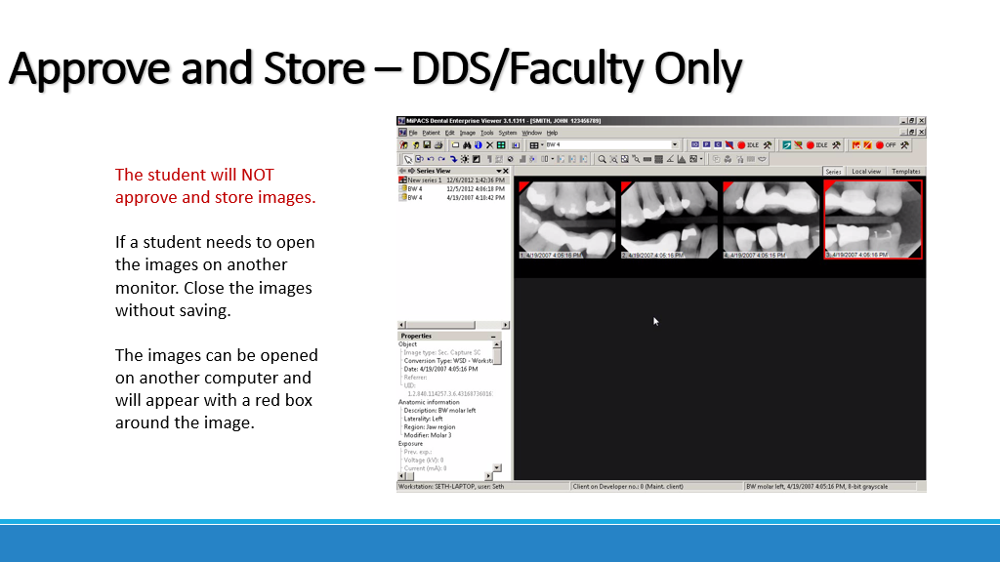 Approve and Store – DDS/Faculty Only
The student will NOT
approve and store images.
If a student needs to open
the images on another
monitor. Close the images
without saving.
The images can be opened
on another computer and
will appear with a red box
around the image.
MiPACS Dental Enterprise Viewer 3.1.1311 - [SMITH, JOHN 123456789]
File Patient Edit Image Tools System Window Help
BW 4
IDLE
IDLE
OFF
Series View
Series Local view Templates
New series 1 12/6/2012 1:42:36 PM
BW 4 12/5/2012 4:06:18 PM
BW 4 4/19/2007 4:10:42 PM
1. 4/19/2007 4:05:16 PM
2. 4/19/2007 4:05:16 PM
4. 4/19/2007 4:05:16 PM
3. 4/19/2007 4:05:16 PM
Properties
Object
Image type: Sec. Capture SC
Conversion Type: WSD - Workst
Date: 4/19/2007 4:05:16 PM
Referrer:
UID:
Anatomic information
Description: BW molar left
Laterality: Left
Region: Jaw region
Modifier: Molar 3
Exposure
Prev. exp.:
Voltage (kV): 0
Current (mA): 0
Workstation: SETH-LAPTOP, user: Seth
Client on Developer no.: 0 (Maint. client)
BW molar left, 4/19/2007 4:05:16 PM, 8-bit grayscale